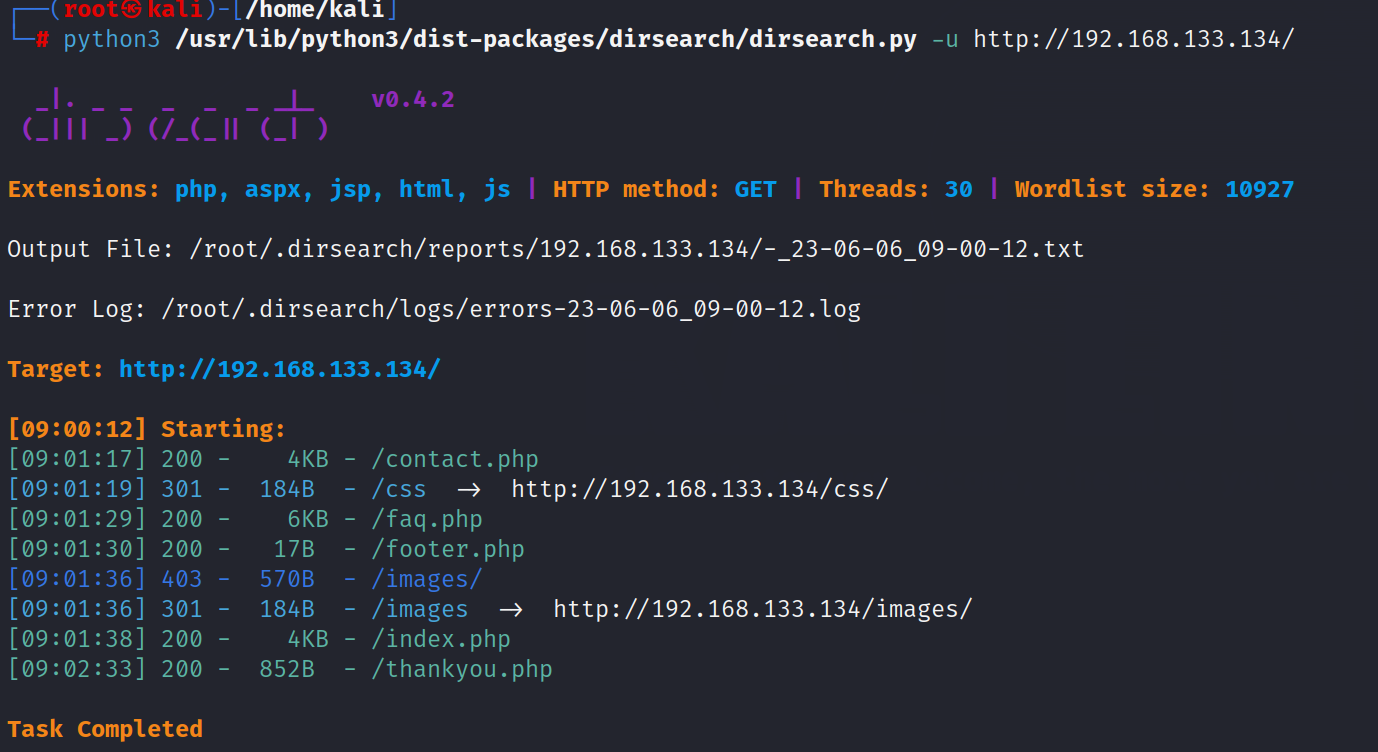 ┌──(root㉿kali)-[/home/kali]
└─# python3 /usr/lib/python3/dist-packages/dirsearch/dirsearch.py -u http://192.168.133.134/
_|. _ _  _  _  _ _|_    v0.4.2
(_||| _) (/_(_|| (_| )
Extensions: php, aspx, jsp, html, js | HTTP method: GET | Threads: 30 | Wordlist size: 10927
Output File: /root/.dirsearch/reports/192.168.133.134/-_23-06-06_09-00-12.txt
Error Log: /root/.dirsearch/logs/errors-23-06-06_09-00-12.log
Target: http://192.168.133.134/
[09:00:12] Starting:
[09:01:17] 200 -    4KB - /contact.php
[09:01:19] 301 -  184B  - /css  ->  http://192.168.133.134/css/
[09:01:29] 200 -    6KB - /faq.php
[09:01:30] 200 -   17B  - /footer.php
[09:01:36] 403 -  570B  - /images/
[09:01:36] 301 -  184B  - /images  ->  http://192.168.133.134/images/
[09:01:38] 200 -    4KB - /index.php
[09:02:33] 200 -  852B  - /thankyou.php
Task Completed